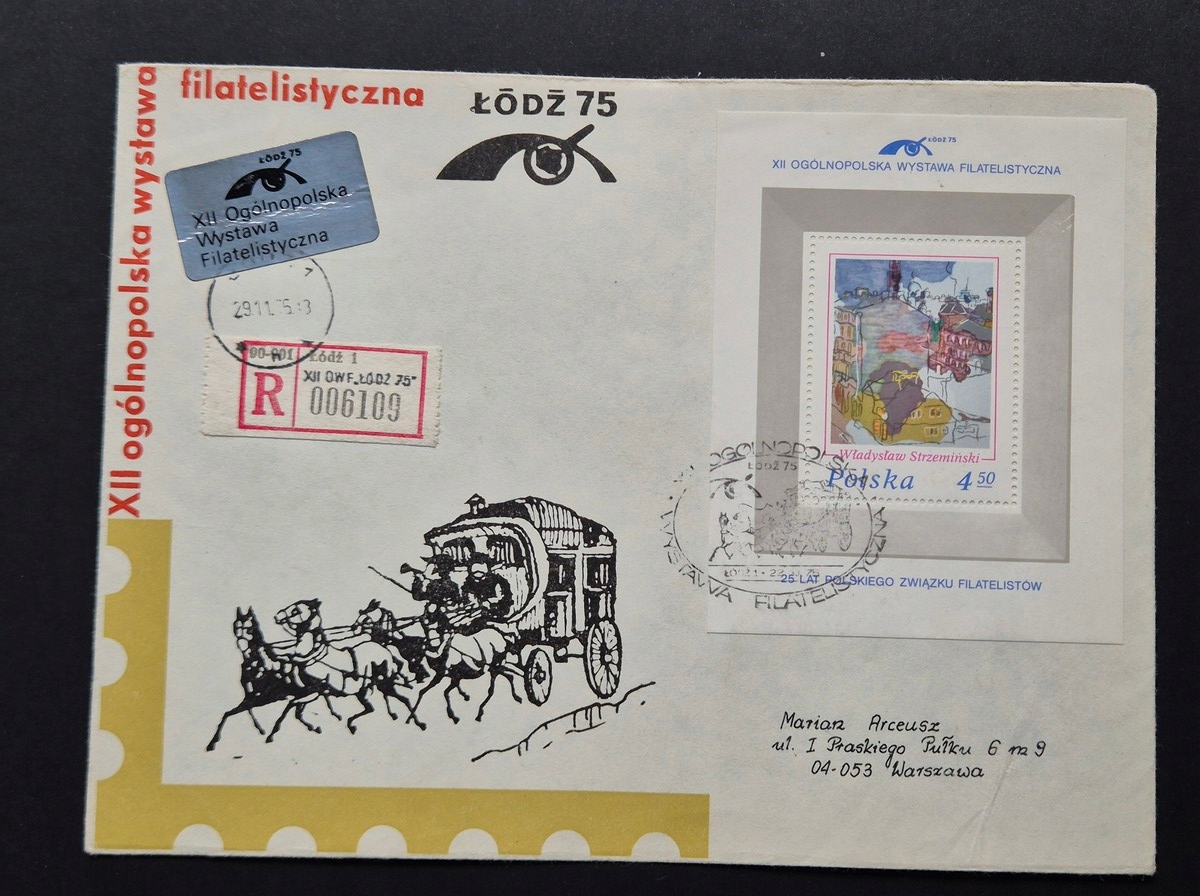 XII ogólnopolska wystawa
filatelistyczna
ŁÓDŹ 75
ŁÓDŹ 75
XII Ogólnopolska
Wystawa
Filatelistyczna
29.11.
00-001 Łódź 1
R
XII OWF „ŁÓDŹ 75"
006109
ŁÓDŹ 75
XII OGÓLNOPOLSKA WYSTAWA FILATELISTYCZNA
Władysław Strzemiński
Polska 4 50
OGÓLNOPOLSKA
ŁÓDŹ 75
WYSTAWA FILATELISTYCZNA
25 LAT POLSKIEGO ZWIĄZKU FILATELISTÓW
Marian Arceusz
ul. I Praskiego Pułku 6 m 9
04-053 Warszawa